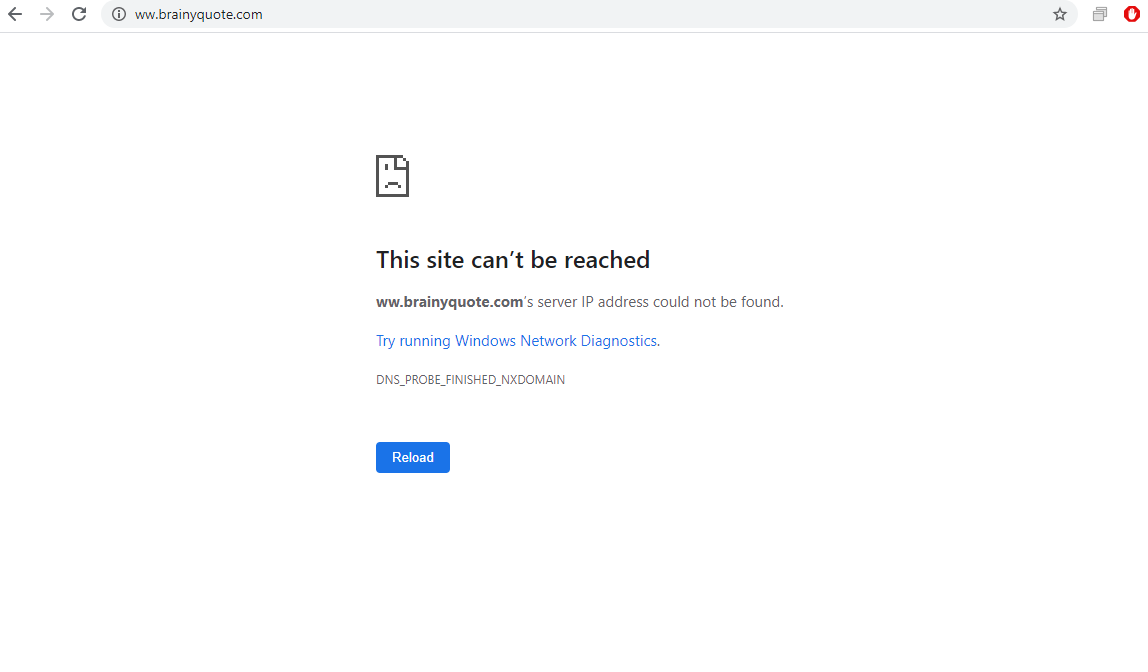 ww.brainyquote.com
This site can’t be reached
ww.brainyquote.com’s server IP address could not be found.
Try running Windows Network Diagnostics.
DNS_PROBE_FINISHED_NXDOMAIN
Reload